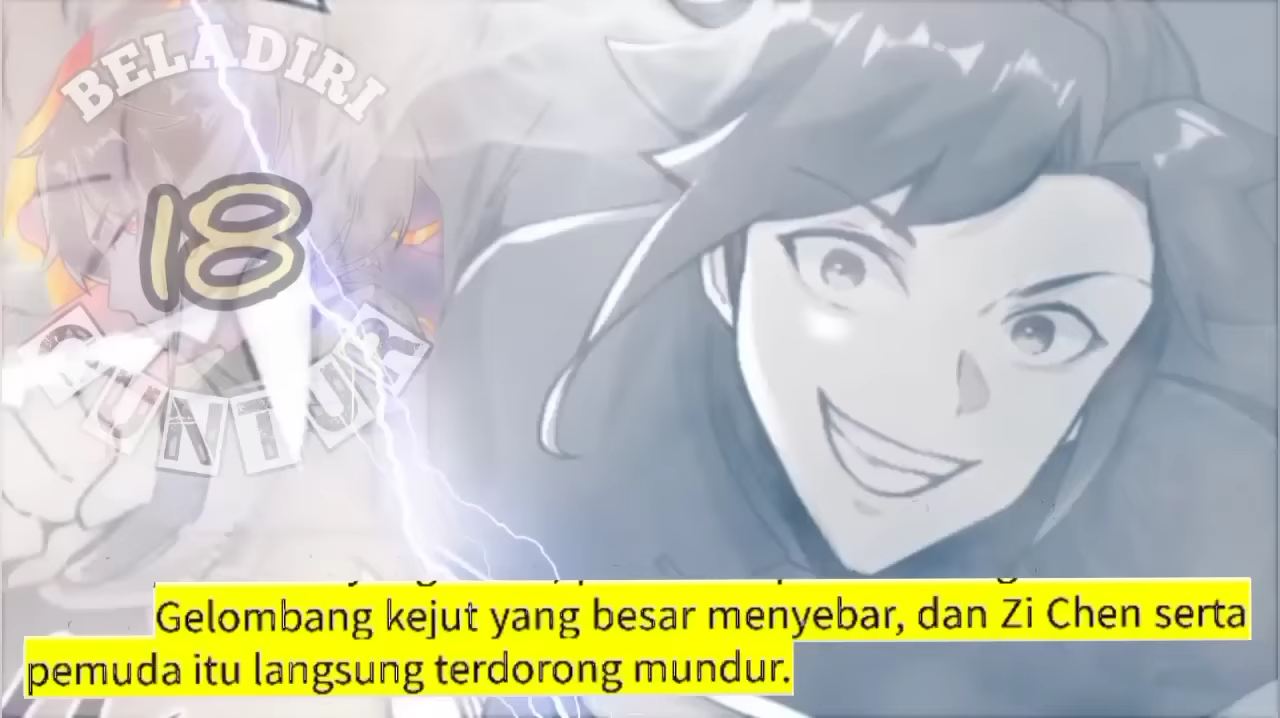 BELADIRI
18
GUNTUR
Gelombang kejut yang besar menyebar, dan Zi Chen serta
pemuda itu langsung terdorong mundur.